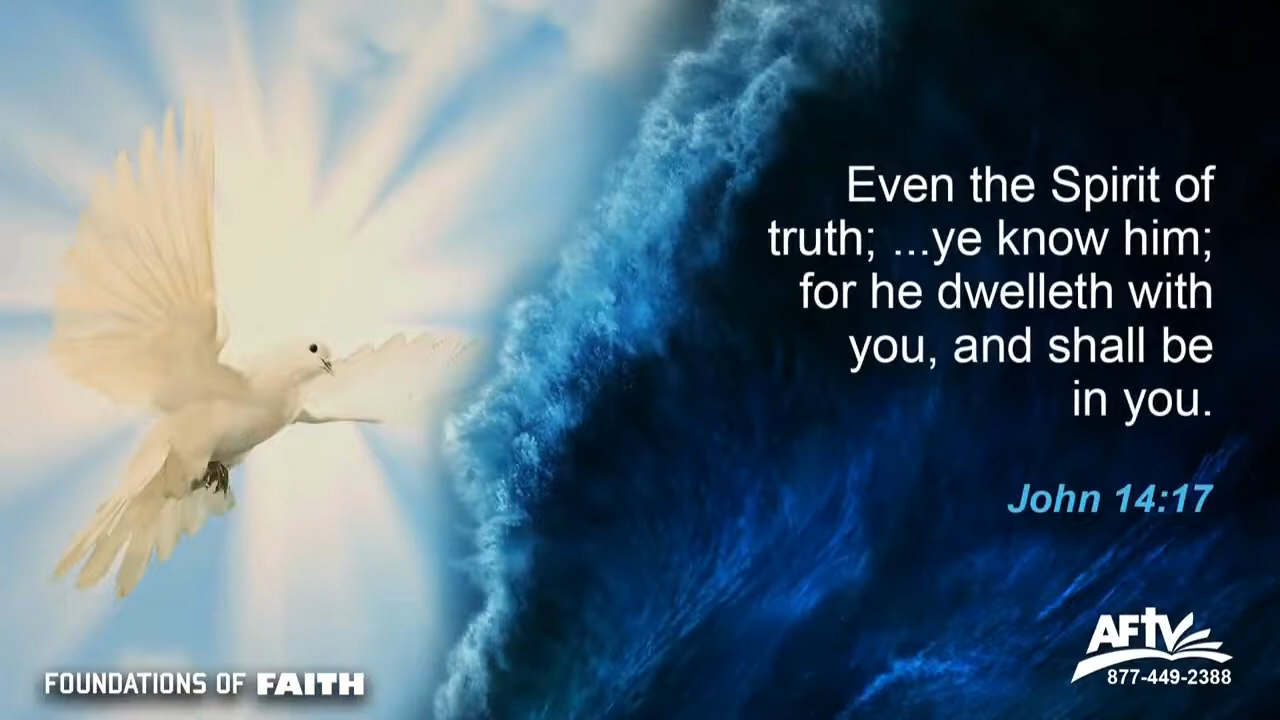 Even the Spirit of
truth; ...ye know him;
for he dwelleth with
you, and shall be
in you.
John 14:17
FOUNDATIONS OF FAITH
AFTV
877-449-2388